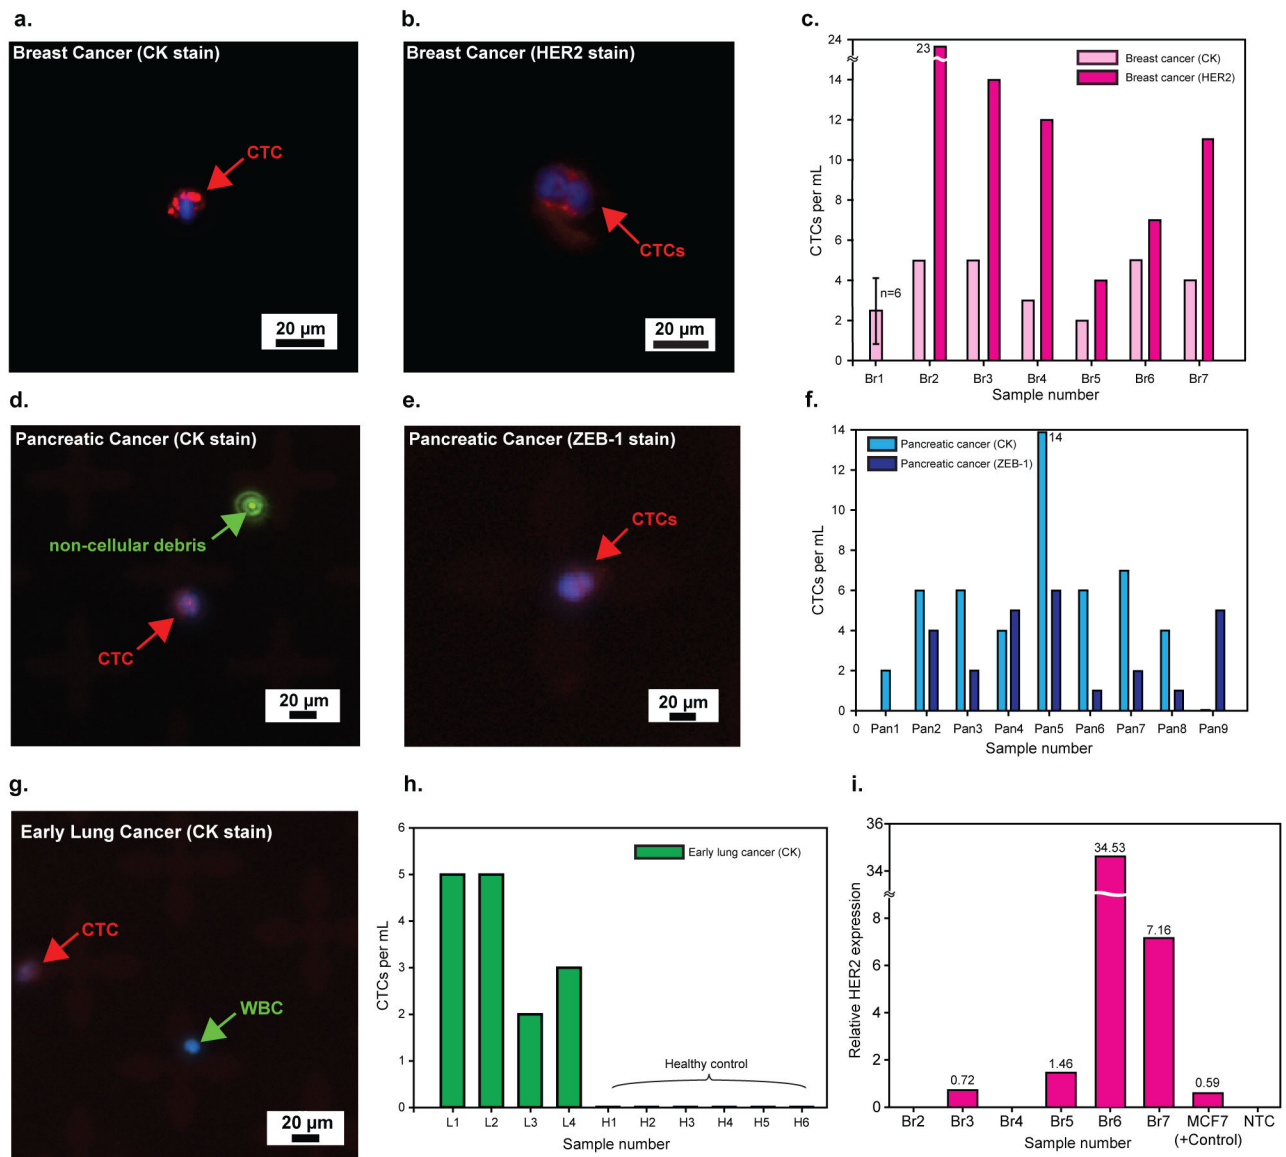 a.
Breast Cancer (CK stain)
CTC
20 µm
b.
Breast Cancer (HER2 stain)
CTCs
20 µm
c.
24
14
12
10
8
6
4
2
0
CTCs per mL
23
n=6
Breast cancer (CK)
Breast cancer (HER2)
Br1 Br2 Br3 Br4 Br5 Br6 Br7
Sample number
d.
Pancreatic Cancer (CK stain)
non-cellular debris
CTC
20 µm
e.
Pancreatic Cancer (ZEB-1 stain)
CTCs
20 µm
f.
14
12
10
8
6
4
2
0
CTCs per mL
Pancreatic cancer (CK)
Pancreatic cancer (ZEB-1)
14
0 Pan1 Pan2 Pan3 Pan4 Pan5 Pan6 Pan7 Pan8 Pan9
Sample number
g.
Early Lung Cancer (CK stain)
CTC
WBC
20 µm
h.
6
5
4
3
2
1
0
CTCs per mL
Early lung cancer (CK)
Healthy control
L1 L2 L3 L4 H1 H2 H3 H4 H5 H6
Sample number
i.
36
34
8
6
4
2
0
Relative HER2 expression
0.72
1.46
34.53
7.16
0.59
Br2 Br3 Br4 Br5 Br6 Br7 MCF7 NTC
(+Control)
Sample number